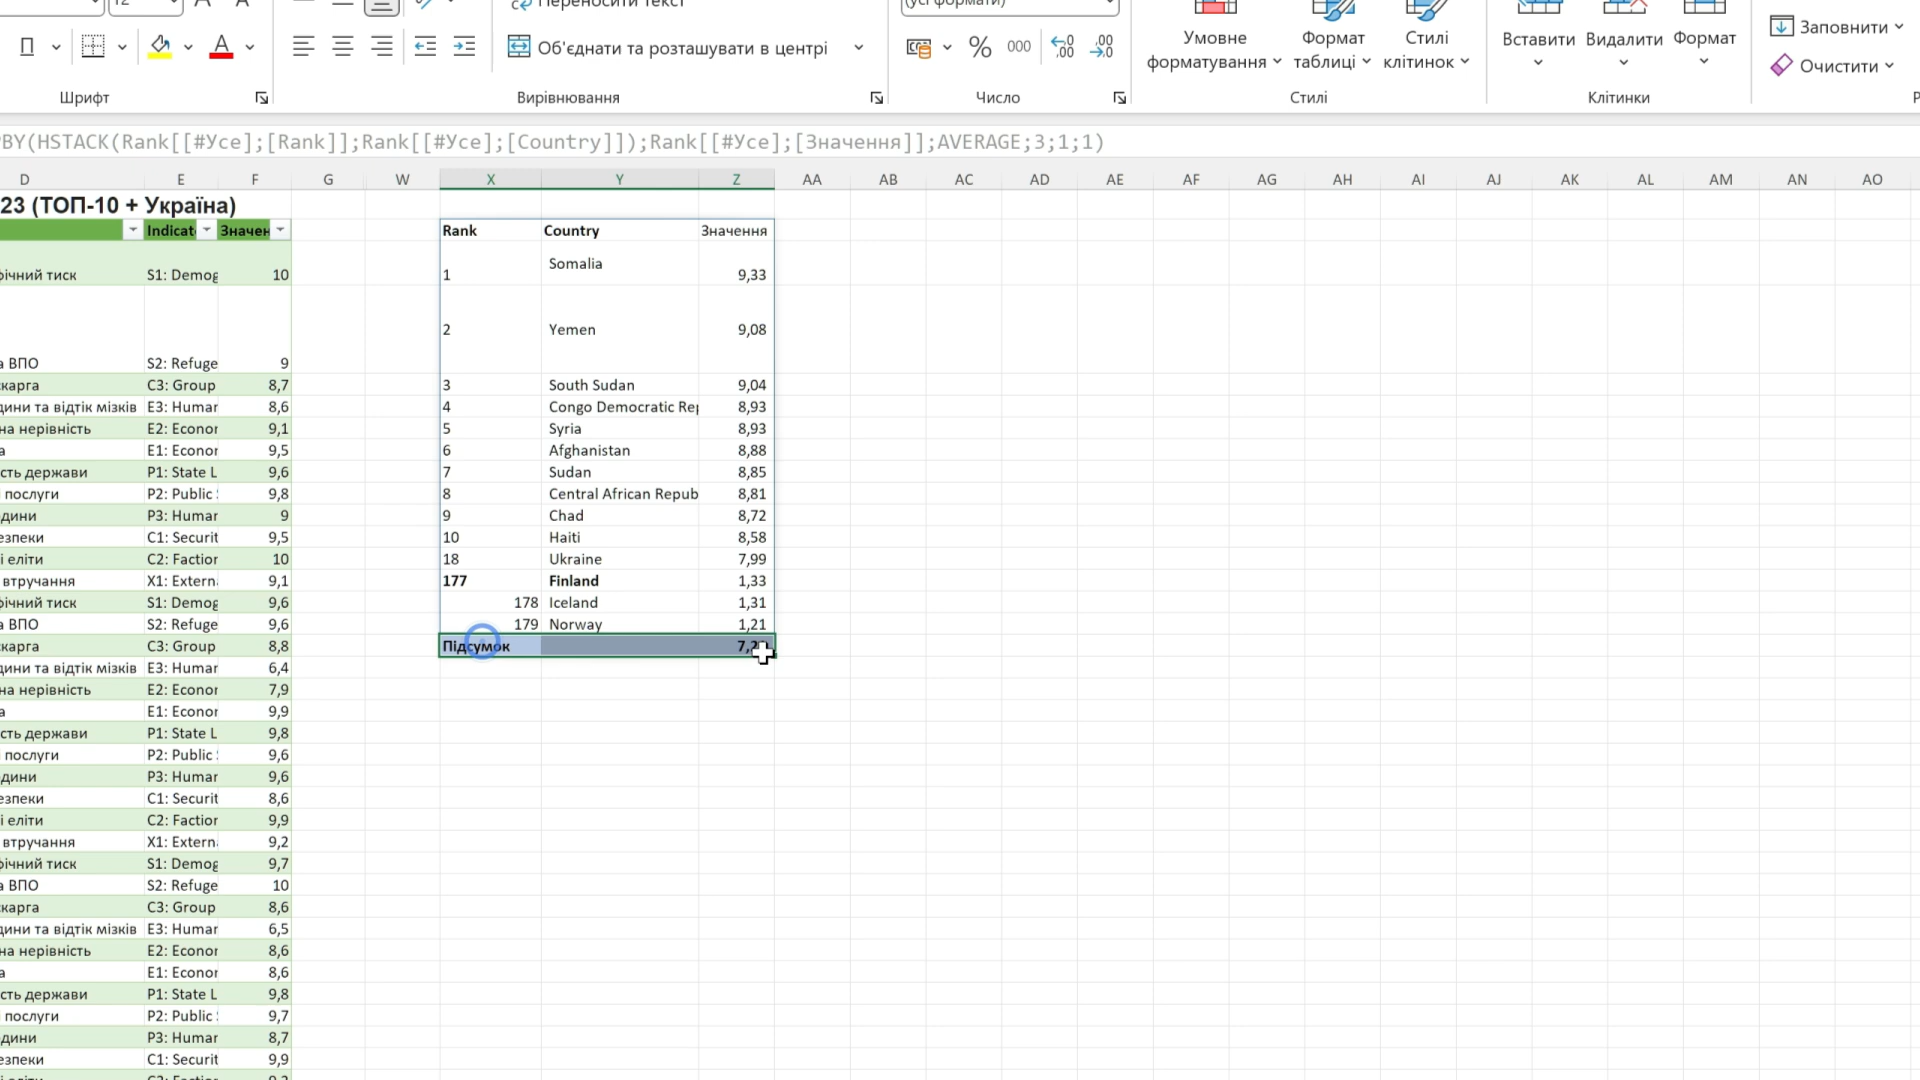 12
Переносити текст
(усі формати)
П
А
Об'єднати та розташувати в центрі
%
000
Умовне форматування
Формат таблиці
Стилі клітинок
Вставити
Видалити
Формат
Заповнити
Очистити
Шрифт
Вирівнювання
Число
Стилі
Клітинки
BY(HSTACK(Rank[[#Усе];[Rank]];Rank[[#Усе];[Country]]);Rank[[#Усе];[Значення]];AVERAGE;3;1;1)
D E F G W X Y Z AA AB AC AD AE AF AG AH AI AJ AK AL AM AN AO
23 (ТОП-10 + Україна)
Indicat Значен Rank Country Значення
фічний тиск S1: Demog 10 1 Somalia 9,33
2 Yemen 9,08
а ВПО S2: Refuge 9
скарга C3: Group 8,7 3 South Sudan 9,04
дини та відтік мізків E3: Humar 8,6 4 Congo Democratic Rep 8,93
на нерівність E2: Econor 9,1 5 Syria 8,93
а E1: Econor 9,5 6 Afghanistan 8,88
сть держави P1: State L 9,6 7 Sudan 8,85
послуги P2: Public 9,8 8 Central African Repub 8,81
дини P3: Humar 9 9 Chad 8,72
езпеки C1: Securit 9,5 10 Haiti 8,58
і еліти C2: Faction 10 18 Ukraine 7,99
втручання X1: Extern 9,1 177 Finland 1,33
фічний тиск S1: Demog 9,6 178 Iceland 1,31
а ВПО S2: Refuge 9,6 179 Norway 1,21
скарга C3: Group 8,8 Підсумок
дини та відтік мізків E3: Humar 6,4
на нерівність E2: Econor 7,9
а E1: Econor 9,9
сть держави P1: State L 9,8
послуги P2: Public 9,6
дини P3: Humar 9,6
езпеки C1: Securit 8,6
і еліти C2: Faction 9,9
втручання X1: Extern 9,2
фічний тиск S1: Demog 9,7
а ВПО S2: Refuge 10
скарга C3: Group 8,6
дини та відтік мізків E3: Humar 6,5
на нерівність E2: Econor 8,6
а E1: Econor 8,6
сть держави P1: State L 9,8
послуги P2: Public 9,7
дини P3: Humar 8,7
езпеки C1: Securit 9,9